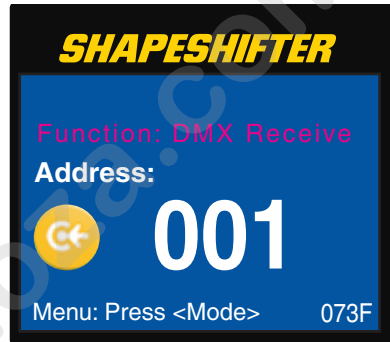 SHAPESHIFTER
Function: DMX Receive
Address:
001
Menu: Press <Mode> 073F